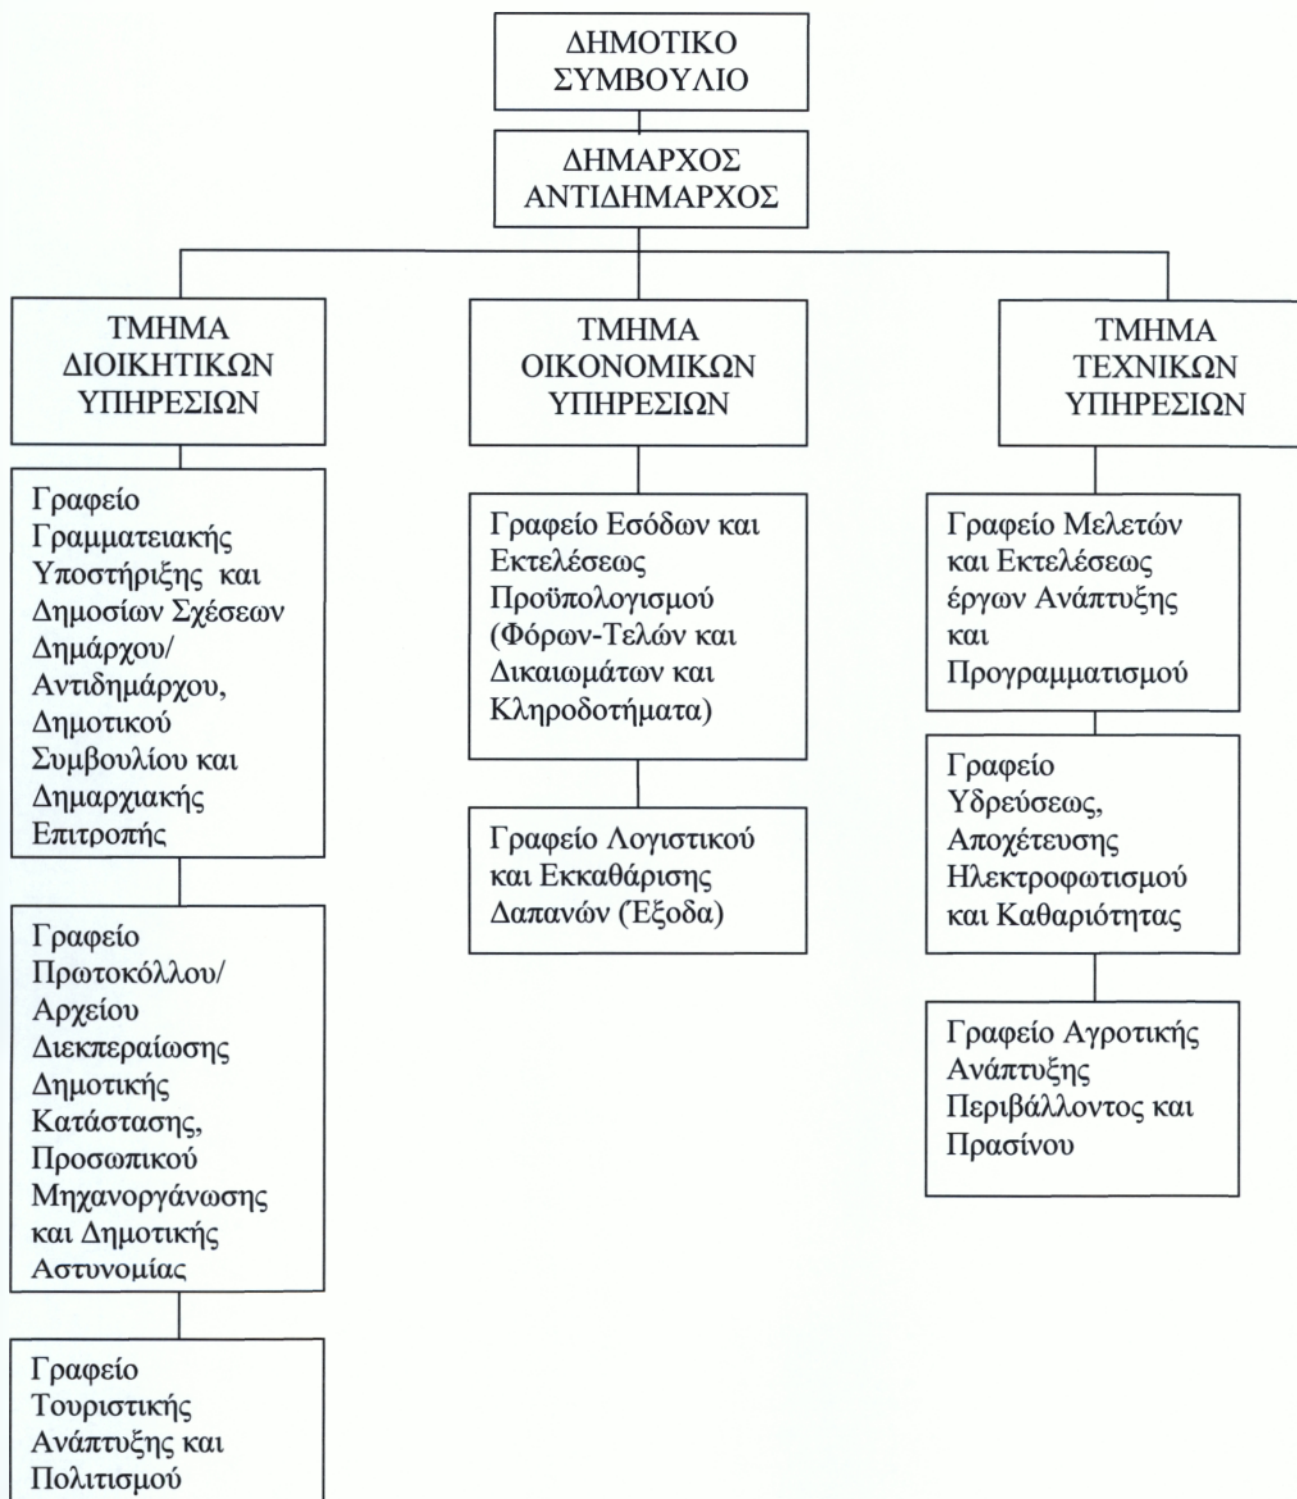 ΔΗΜΟΤΙΚΟ
ΣΥΜΒΟΥΛΙΟ
ΔΗΜΑΡΧΟΣ
ΑΝΤΙΔΗΜΑΡΧΟΣ
ΤΜΗΜΑ
ΔΙΟΙΚΗΤΙΚΩΝ
ΥΠΗΡΕΣΙΩΝ
Γραφείο
Γραμματειακής
Υποστήριξης και
Δημοσίων Σχέσεων
Δημάρχου/
Αντιδημάρχου,
Δημοτικού
Συμβουλίου και
Δημαρχιακής
Επιτροπής
Γραφείο
Πρωτοκόλλου/
Αρχείου
Διεκπεραίωσης
Δημοτικής
Κατάστασης,
Προσωπικού
Μηχανοργάνωσης
και Δημοτικής
Αστυνομίας
Γραφείο
Τουριστικής
Ανάπτυξης και
Πολιτισμού
ΤΜΗΜΑ
ΟΙΚΟΝΟΜΙΚΩΝ
ΥΠΗΡΕΣΙΩΝ
Γραφείο Εσόδων και
Εκτελέσεως
Προϋπολογισμού
(Φόρων-Τελών και
Δικαιωμάτων και
Κληροδοτήματα)
Γραφείο Λογιστικού
και Εκκαθάρισης
Δαπανών (Έξοδα)
ΤΜΗΜΑ
ΤΕΧΝΙΚΩΝ
ΥΠΗΡΕΣΙΩΝ
Γραφείο Μελετών
και Εκτελέσεως
έργων Ανάπτυξης
και
Προγραμματισμού
Γραφείο
Υδρεύσεως,
Αποχέτευσης
Ηλεκτροφωτισμού
και Καθαριότητας
Γραφείο Αγροτικής
Ανάπτυξης
Περιβάλλοντος και
Πρασίνου